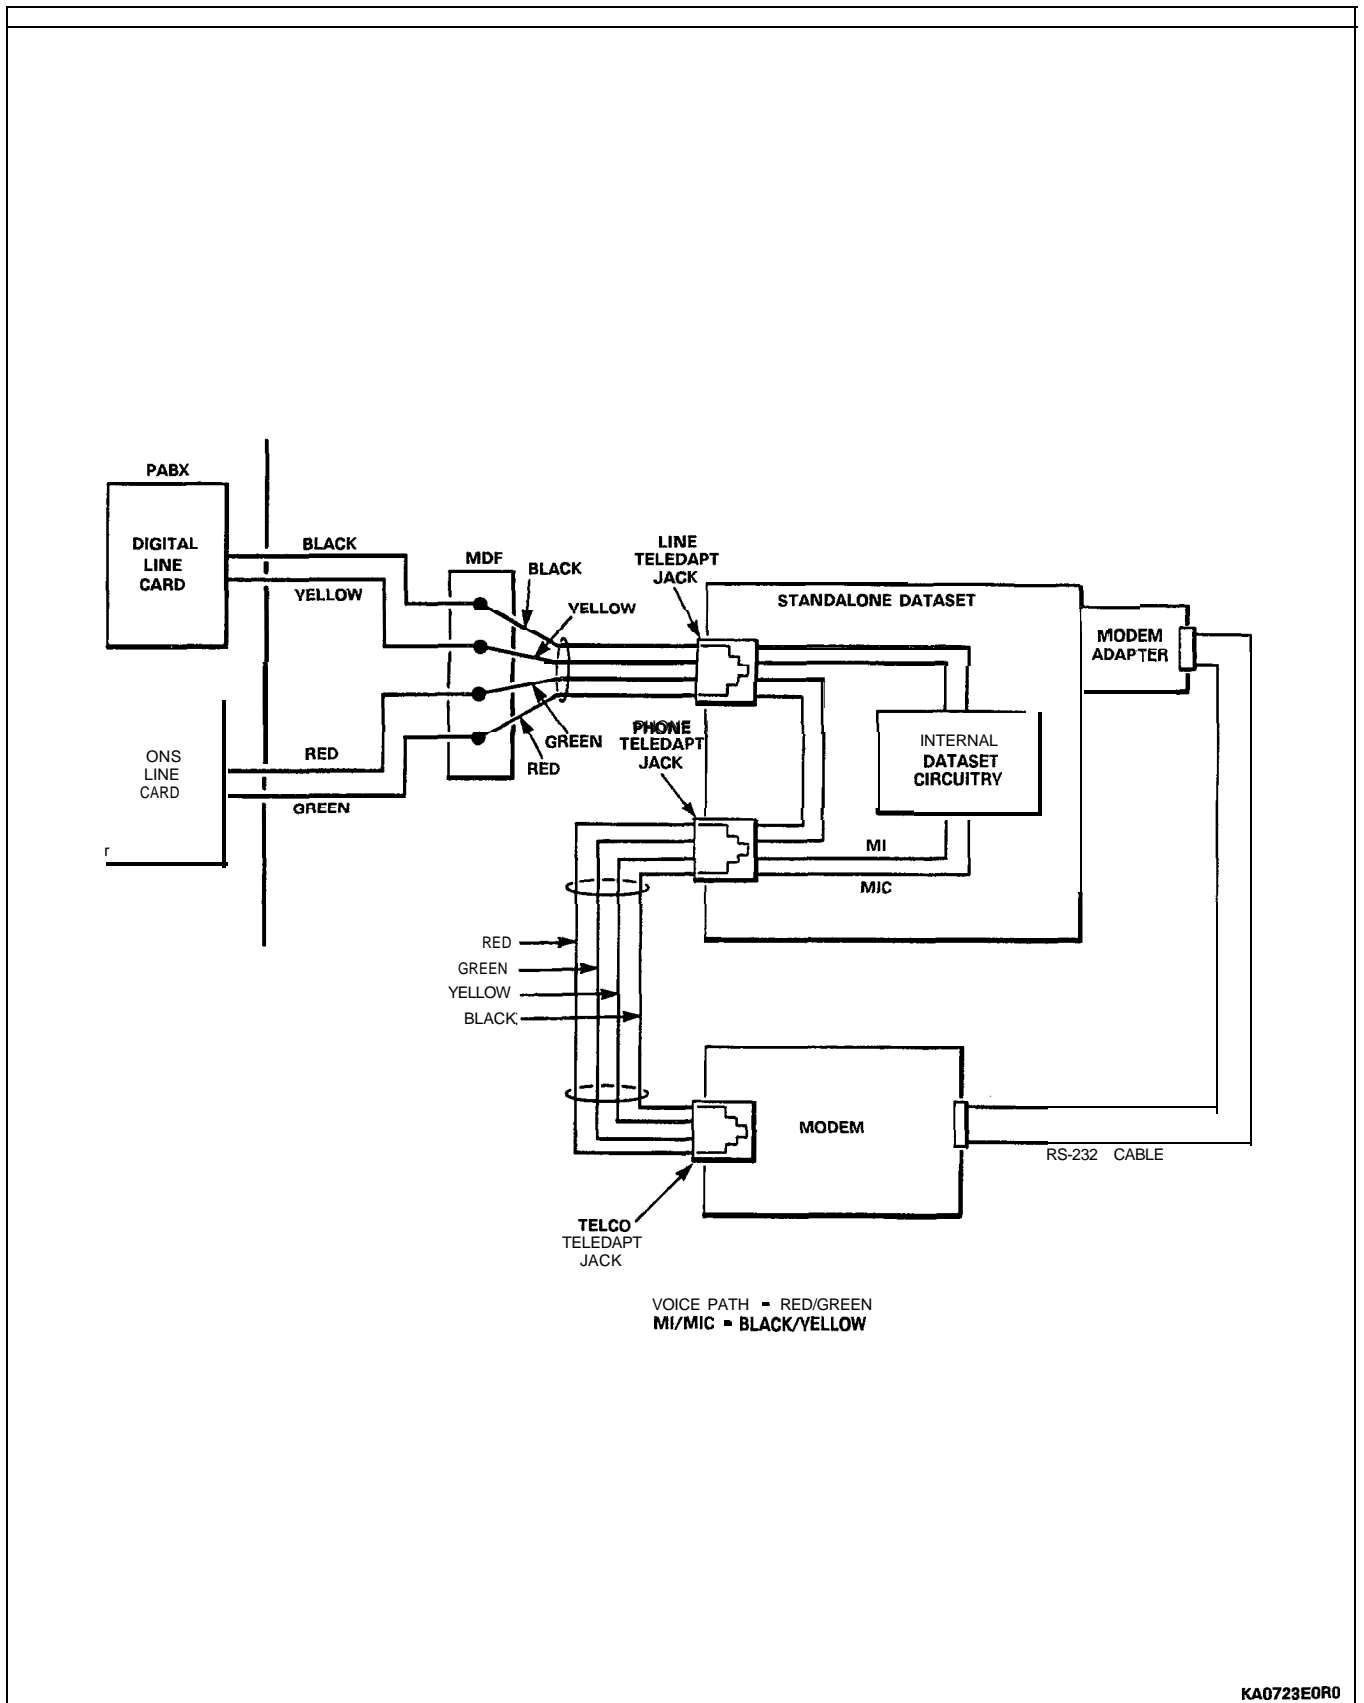 PABX
DIGITAL
LINE
CARD
BLACK
YELLOW
MDF
BLACK
YELLOW
LINE
TELEDAPT
JACK
STANDALONE DATASET
MODEM
ADAPTER
ONS
LINE
CARD
RED
GREEN
GREEN
RED
PHONE
TELEDAPT
JACK
INTERNAL
DATASET
CIRCUITRY
r
MI
MIC
RED
GREEN
YELLOW
BLACK
MODEM
RS-232 CABLE
TELCO
TELEDAPT
JACK
VOICE PATH - RED/GREEN
MI/MIC - BLACK/YELLOW
KA0723E0R0